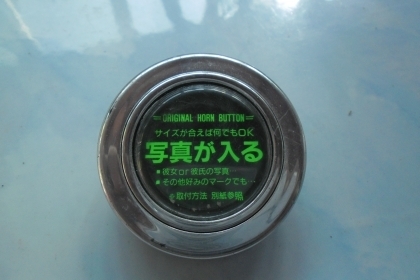 ORIGINAL HORN BUTTON
サイズが合えば何でもOK
写真が入る
● 彼女or彼氏の写真
● その他好みのマークでも…
取付方法 別紙参照